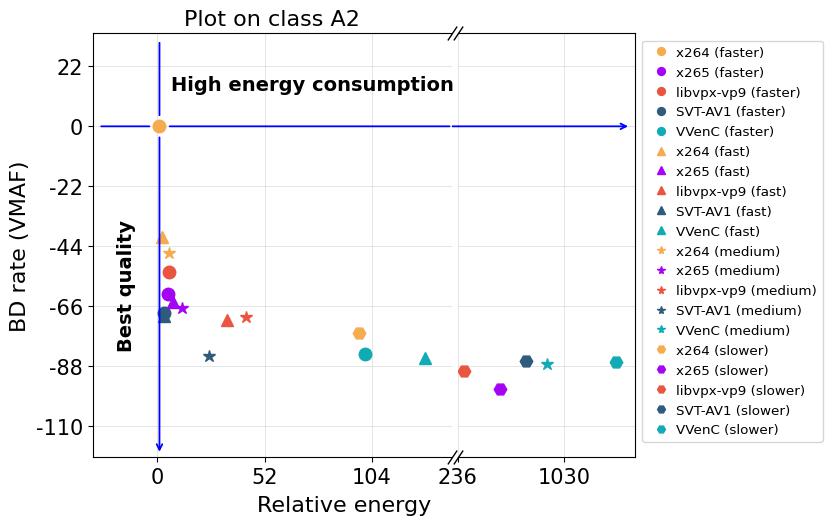 Plot on class A2
High energy consumption
Best quality
BD rate (VMAF)
22
0
-22
-44
-66
-88
-110
0
52
104
236
1030
Relative energy
x264 (faster)
x265 (faster)
libvpx-vp9 (faster)
SVT-AV1 (faster)
VVenC (faster)
x264 (fast)
x265 (fast)
libvpx-vp9 (fast)
SVT-AV1 (fast)
VVenC (fast)
x264 (medium)
x265 (medium)
libvpx-vp9 (medium)
SVT-AV1 (medium)
VVenC (medium)
x264 (slower)
x265 (slower)
libvpx-vp9 (slower)
SVT-AV1 (slower)
VVenC (slower)